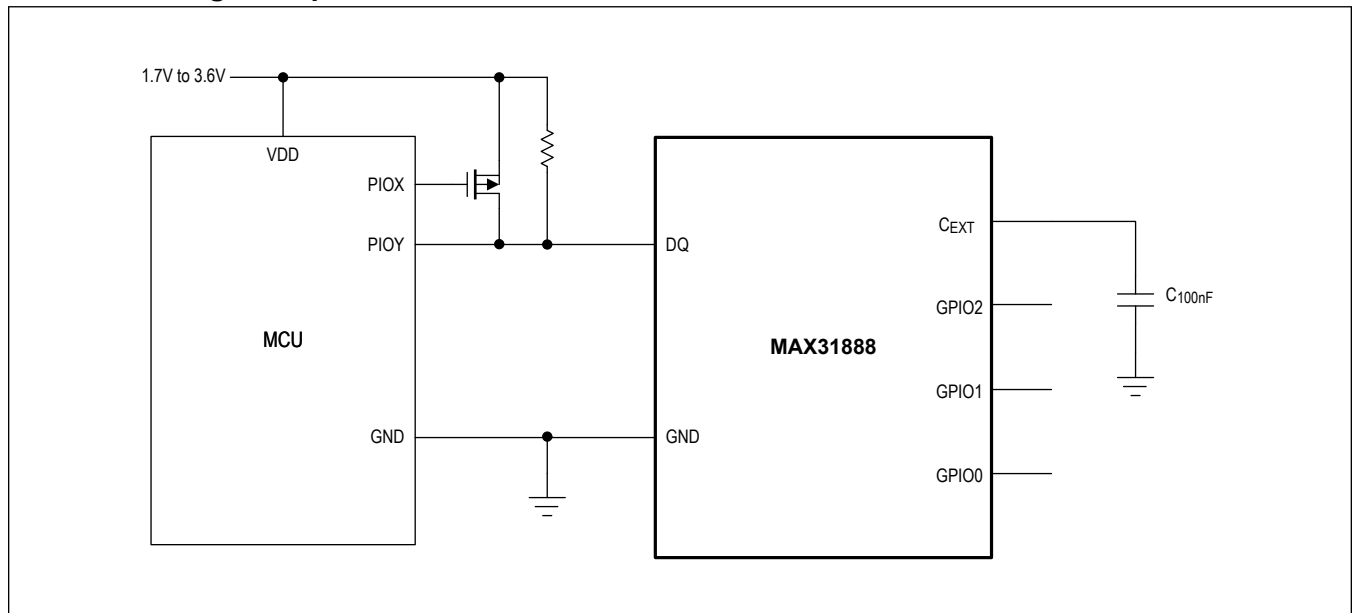 1.7V to 3.6V
VDD
PIOX
PIOY
MCU
GND
DQ
MAX31888
GND
CEXT
GPIO2
GPIO1
GPIO0
C100nF